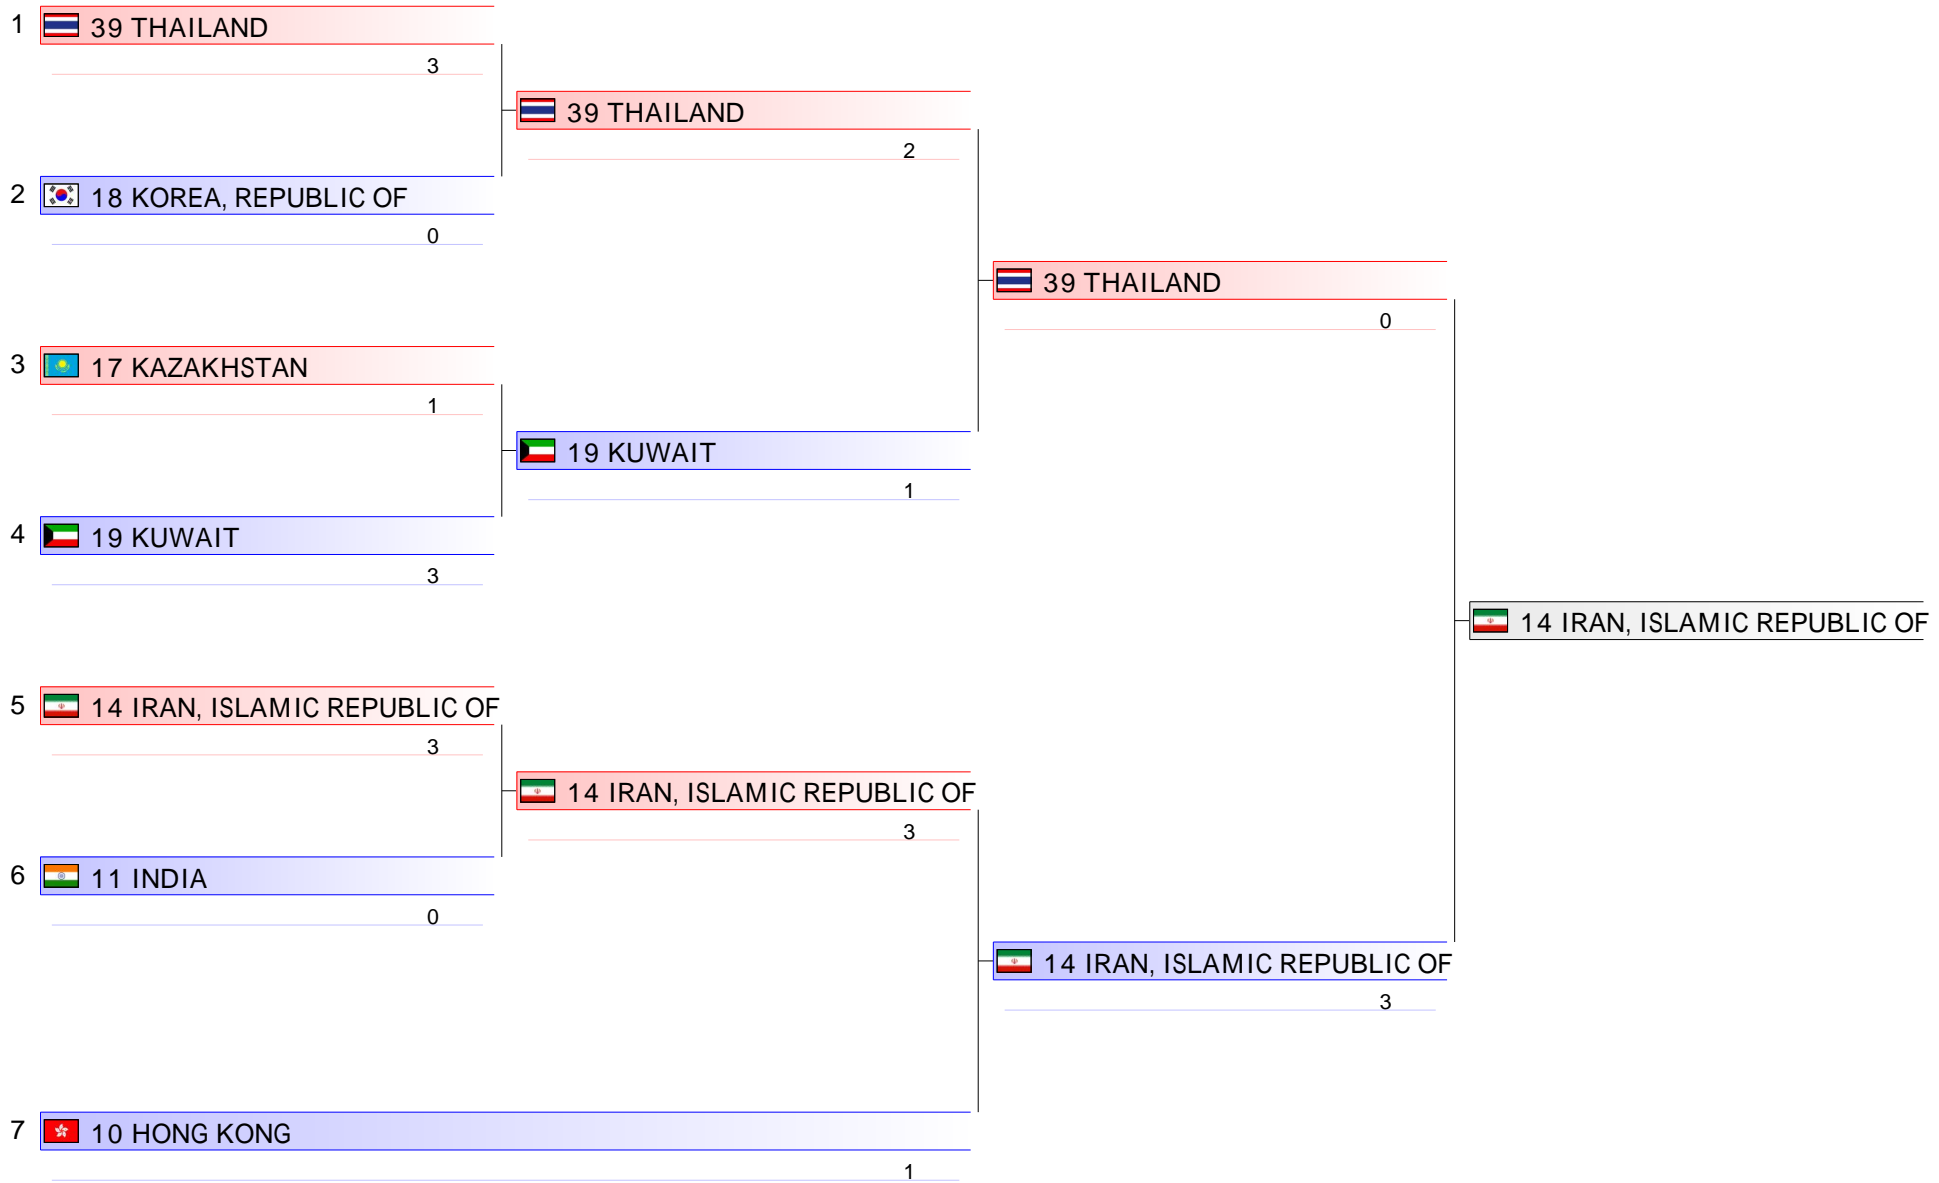 1
39 THAILAND
3
39 THAILAND
2
2
18 KOREA, REPUBLIC OF
0
39 THAILAND
0
3
17 KAZAKHSTAN
1
19 KUWAIT
1
4
19 KUWAIT
3
14 IRAN, ISLAMIC REPUBLIC OF
5
14 IRAN, ISLAMIC REPUBLIC OF
3
14 IRAN, ISLAMIC REPUBLIC OF
3
6
11 INDIA
0
14 IRAN, ISLAMIC REPUBLIC OF
3
7
10 HONG KONG
1